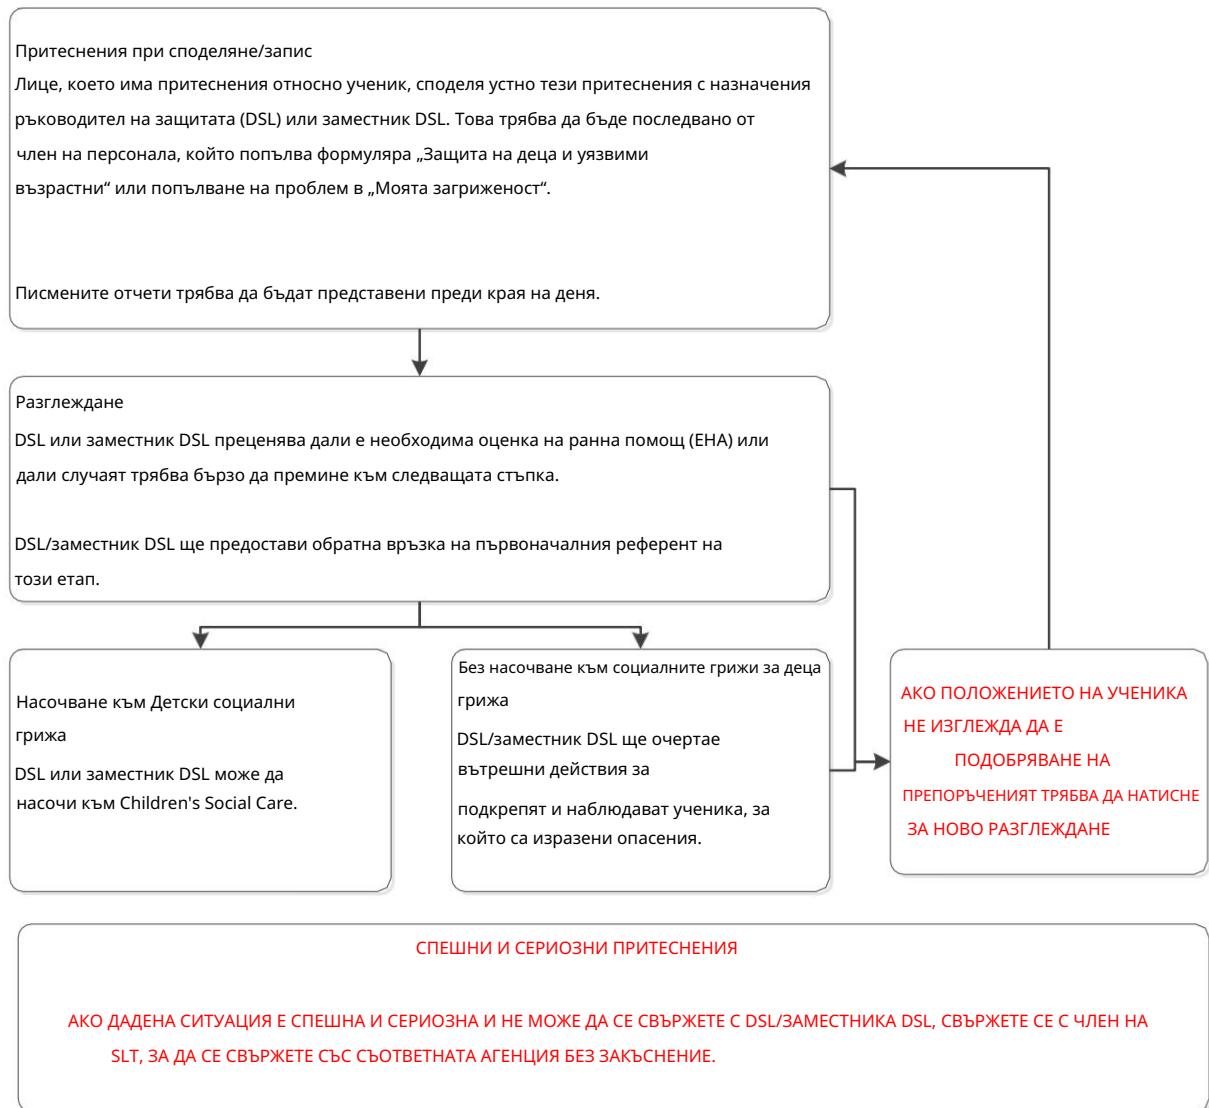 Притеснения при споделяне/запис
Лице, което има притеснения относно ученик, споделя устно тези притеснения с назначения
ръководител на защитата (DSL) или заместник DSL. Това трябва да бъде последвано от
член на персонала, който попълва формуляра „Защита на деца и уязвими
възрастни“ или попълване на проблем в „Моята загриженост“.
Писмените отчети трябва да бъдат представени преди края на деня.
Разглеждане
DSL или заместник DSL преценява дали е необходима оценка на ранна помощ (EHA) или
дали случаят трябва бързо да премине към следващата стъпка.
DSL/заместник DSL ще предостави обратна връзка на първоначалния референт на
този етап.
Насочване към Детски социални
грижа
DSL или заместник DSL може да
насочи към Children's Social Care.
Без насочване към социалните грижи за деца
грижа
DSL/заместник DSL ще очертае
вътрешни действия за
подкрепят и наблюдават ученика, за
който са изразени опасения.
АКО ПОЛОЖЕНИЕТО НА УЧЕНИКА
НЕ ИЗГЛЕЖДА ДА Е
ПОДОБРЯВАНЕ НА
ПРЕПОРЪЧЕНИЯТ ТРЯБВА ДА НАТИСНЕ
ЗА НОВО РАЗГЛЕЖДАНЕ
СПЕШНИ И СЕРИОЗНИ ПРИТЕСНЕНИЯ
АКО ДАДЕНА СИТУАЦИЯ Е СПЕШНА И СЕРИОЗНА И НЕ МОЖЕ ДА СЕ СВЪРЖЕТЕ С DSL/ЗАМЕСТНИКА DSL, СВЪРЖЕТЕ СЕ С ЧЛЕН НА
SLT, ЗА ДА СЕ СВЪРЖЕТЕ СЪС СЪОТВЕТНАТА АГЕНЦИЯ БЕЗ ЗАКЪСНЕНИЕ.